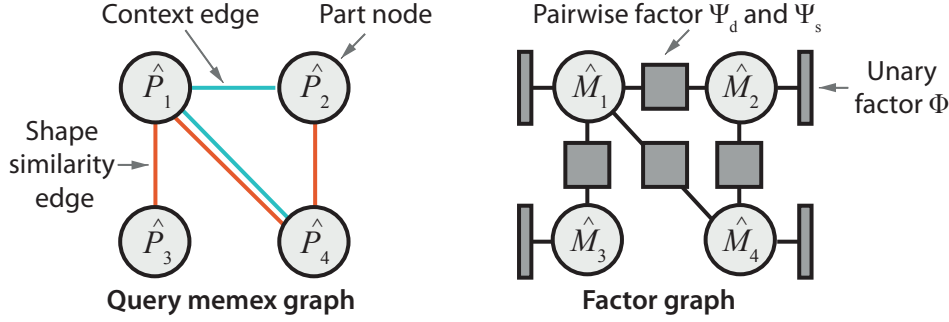 Context edge
Part node
Pairwise factor Ψd and Ψs
P̂1
P̂2
M̂1
M̂2
Unary
factor Φ
Shape
similarity
edge
P̂3
P̂4
M̂3
M̂4
Query memex graph
Factor graph